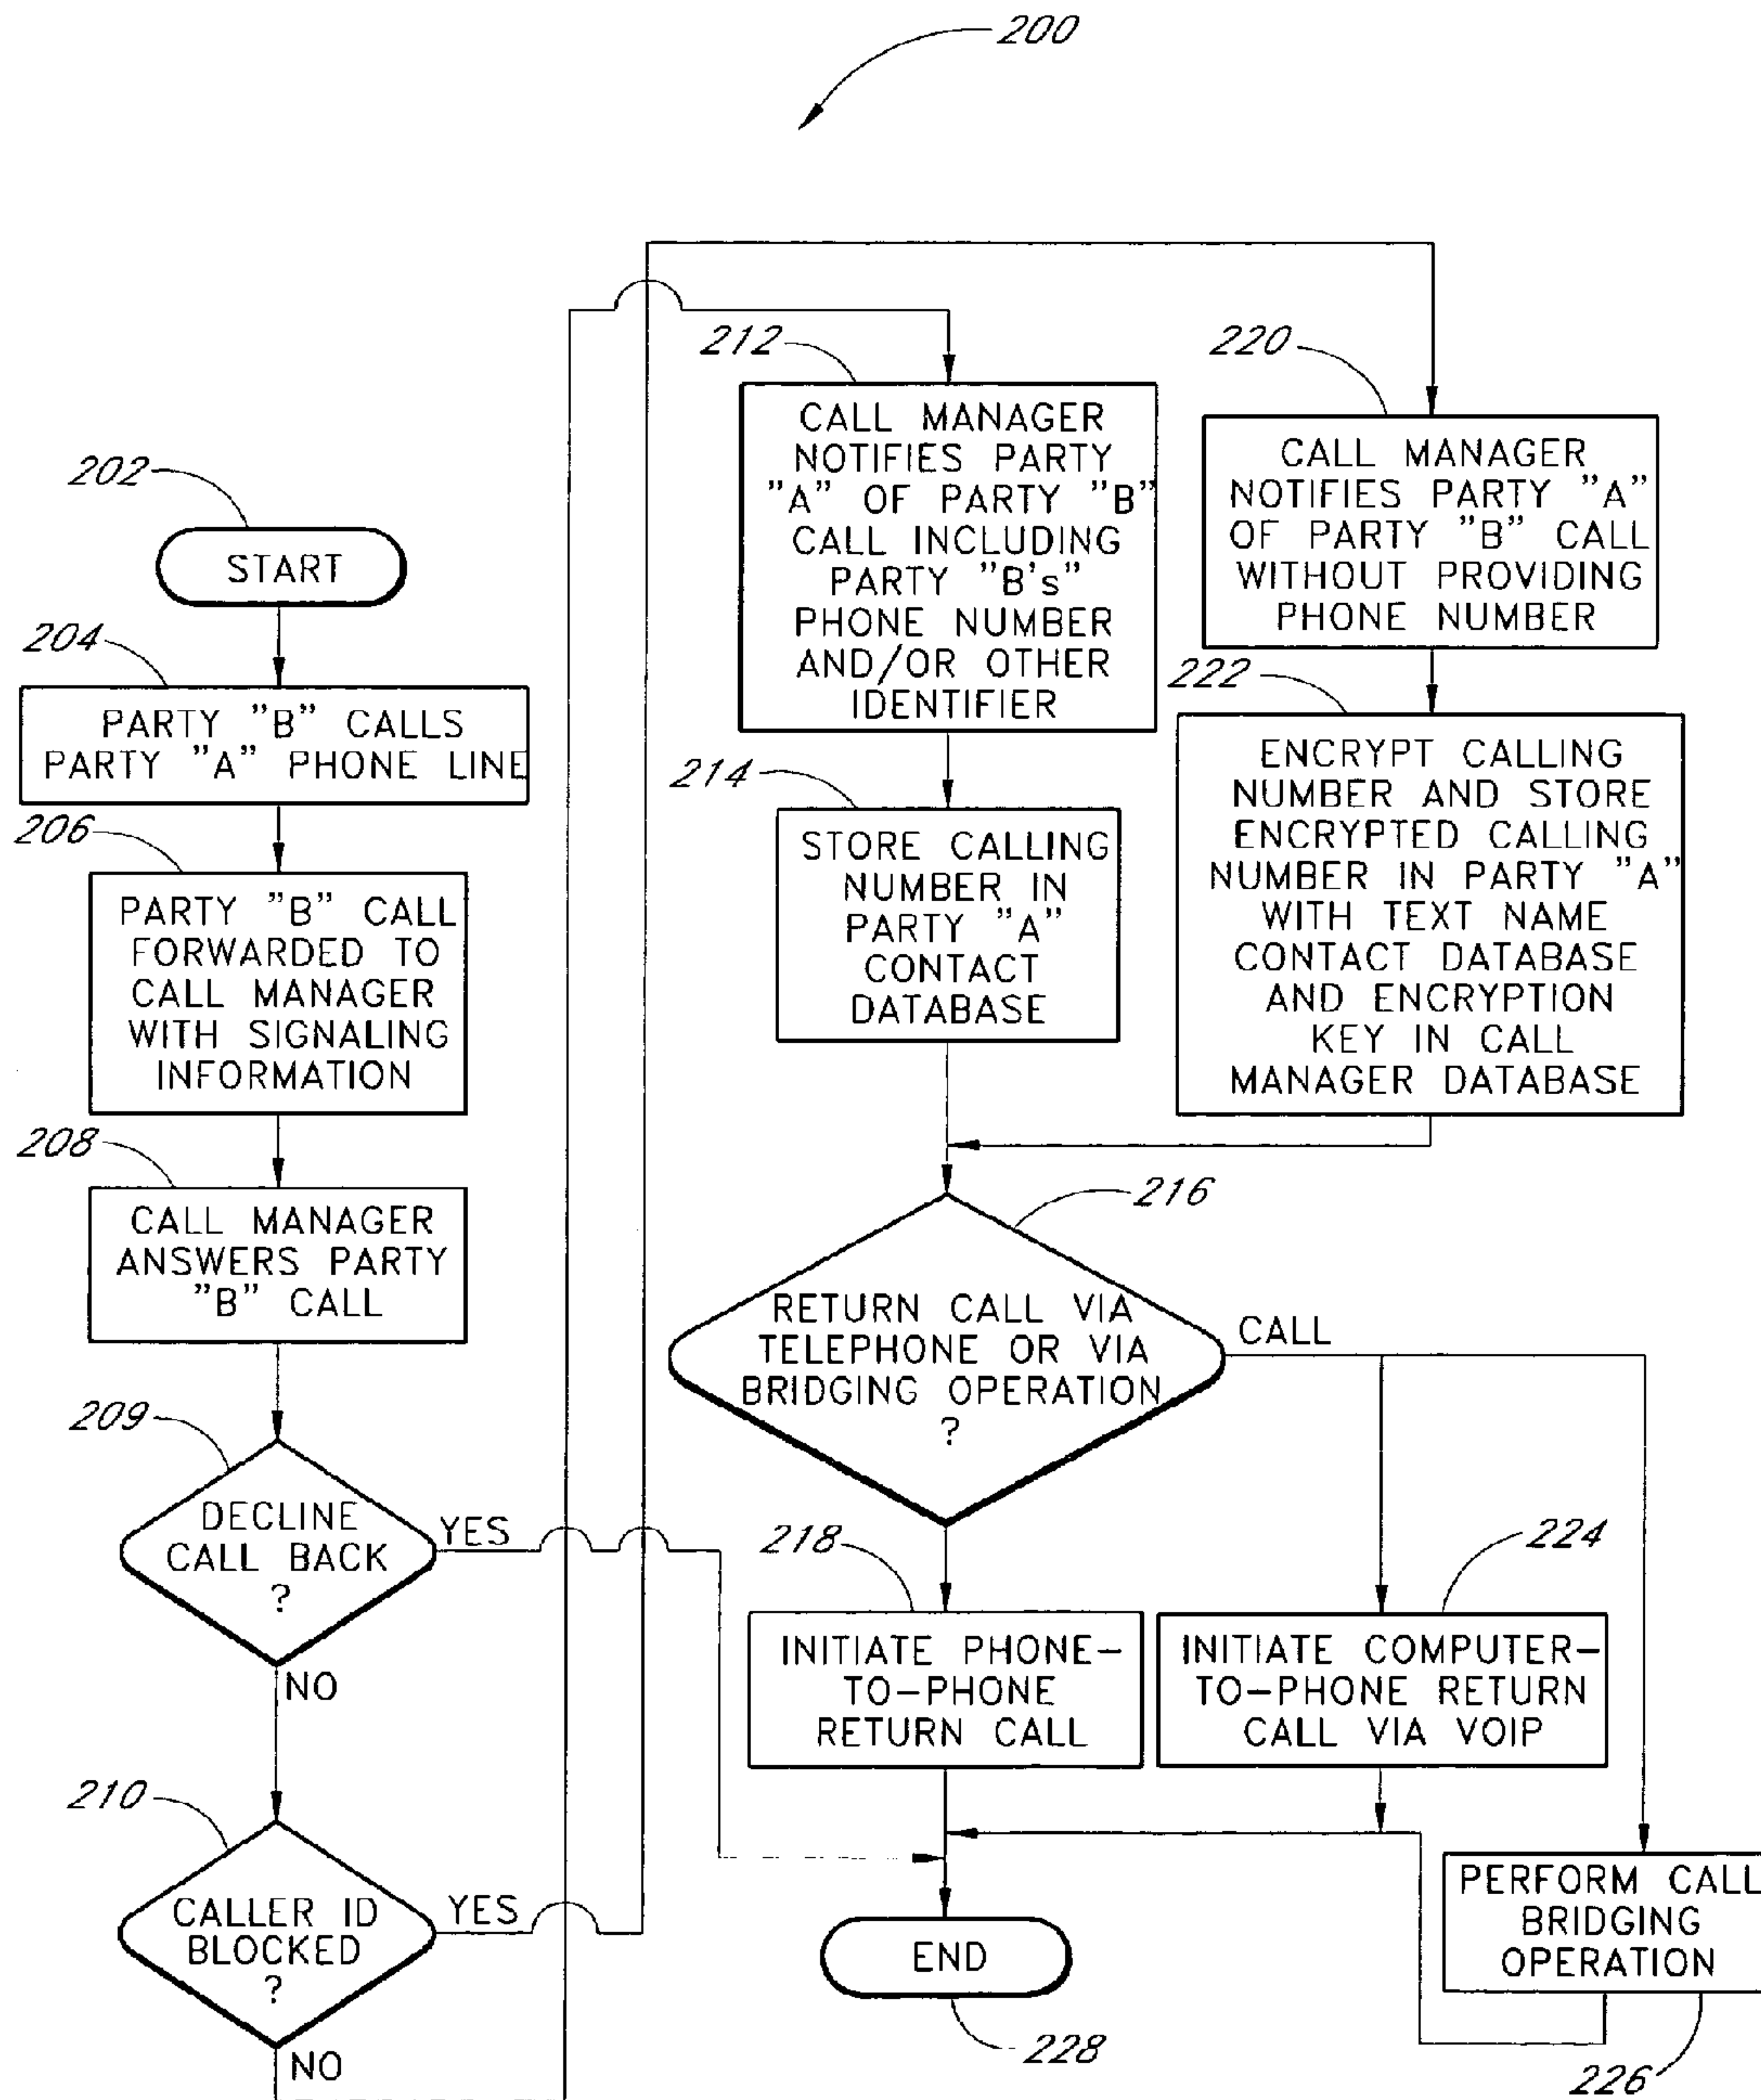 200
202
START
204
PARTY "B" CALLS
PARTY "A" PHONE LINE
206
PARTY "B" CALL
FORWARDED TO
CALL MANAGER
WITH SIGNALING
INFORMATION
208
CALL MANAGER
ANSWERS PARTY
"B" CALL
209
DECLINE
CALL BACK
?
YES
NO
210
CALLER ID
BLOCKED
?
YES
NO
212
CALL MANAGER
NOTIFIES PARTY
"A" OF PARTY "B"
CALL INCLUDING
PARTY "B's"
PHONE NUMBER
AND/OR OTHER
IDENTIFIER
214
STORE CALLING
NUMBER IN
PARTY "A"
CONTACT
DATABASE
220
CALL MANAGER
NOTIFIES PARTY "A"
OF PARTY "B" CALL
WITHOUT PROVIDING
PHONE NUMBER
222
ENCRYPT CALLING
NUMBER AND STORE
ENCRYPTED CALLING
NUMBER IN PARTY "A"
WITH TEXT NAME
CONTACT DATABASE
AND ENCRYPTION
KEY IN CALL
MANAGER DATABASE
216
RETURN CALL VIA
TELEPHONE OR VIA
BRIDGING OPERATION
?
CALL
218
INITIATE PHONE-
TO-PHONE
RETURN CALL
224
INITIATE COMPUTER-
TO-PHONE RETURN
CALL VIA VOIP
PERFORM CALL
BRIDGING
OPERATION
226
END
228